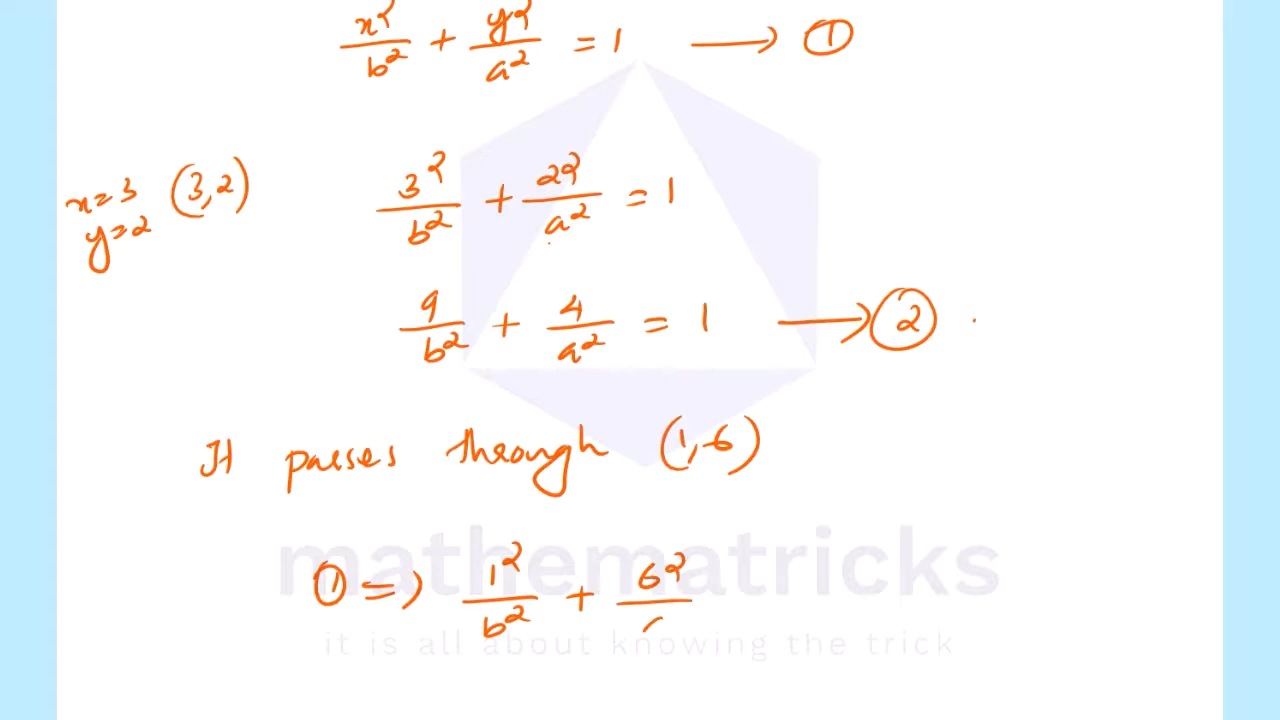 x²/b² + y²/a² = 1 ⟶ ①
x=3 (3,2) 3²/b² + 2²/a² = 1
y=2
9/b² + 4/a² = 1 ⟶ ②
It passes through (1,6)
① => 1²/b² + 6²/
mathematricks
it is all about knowing the trick